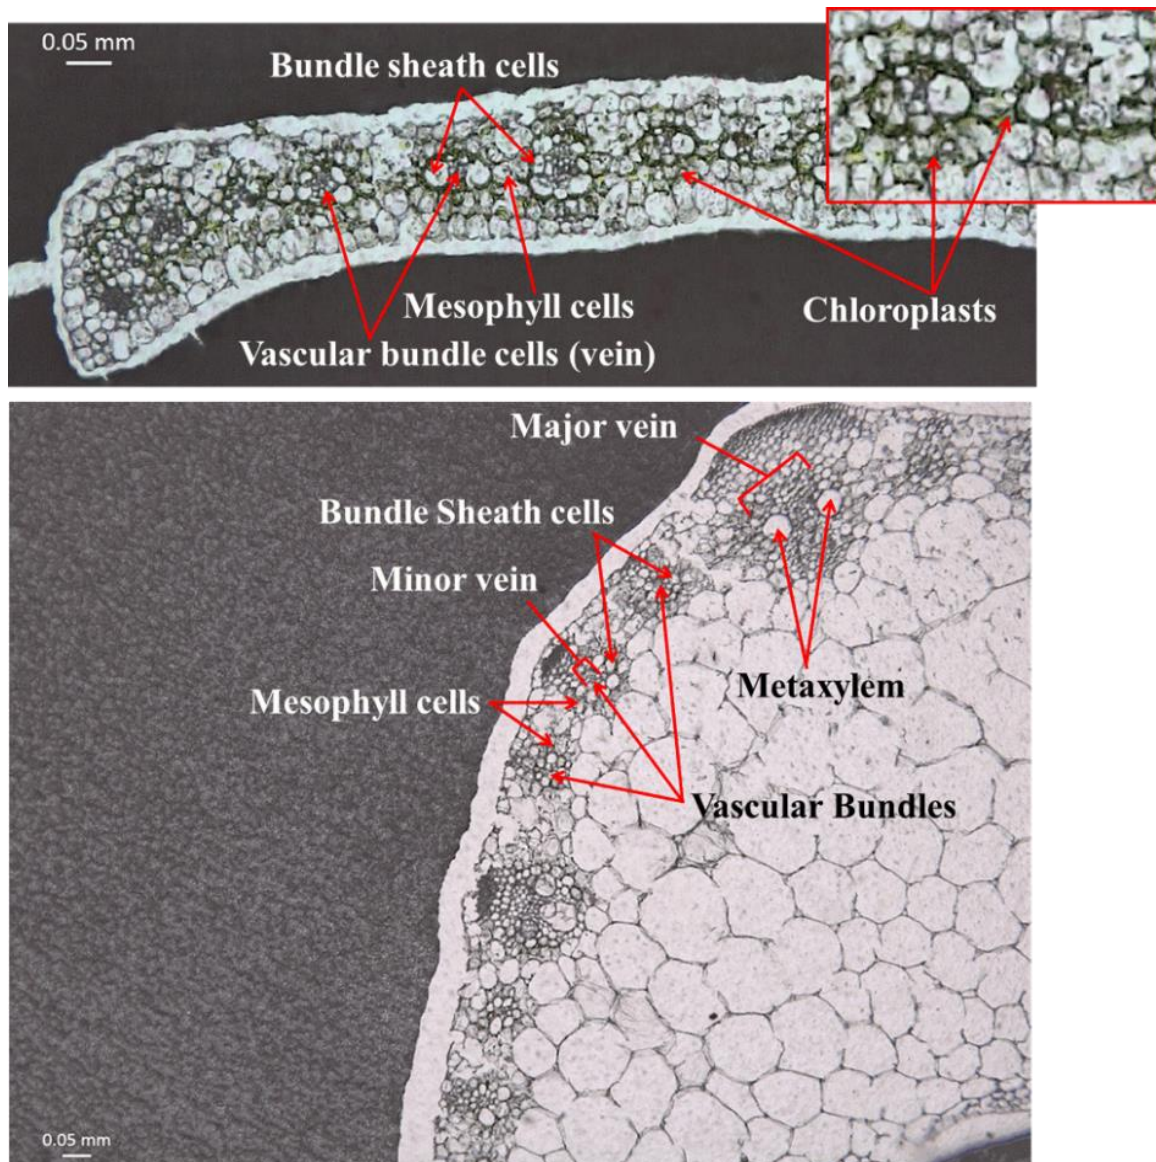 0.05 mm
Bundle sheath cells
Mesophyll cells
Chloroplasts
Vascular bundle cells (vein)
Major vein
Bundle Sheath cells
Minor vein
Metaxylem
Mesophyll cells
Vascular Bundles
0.05 mm